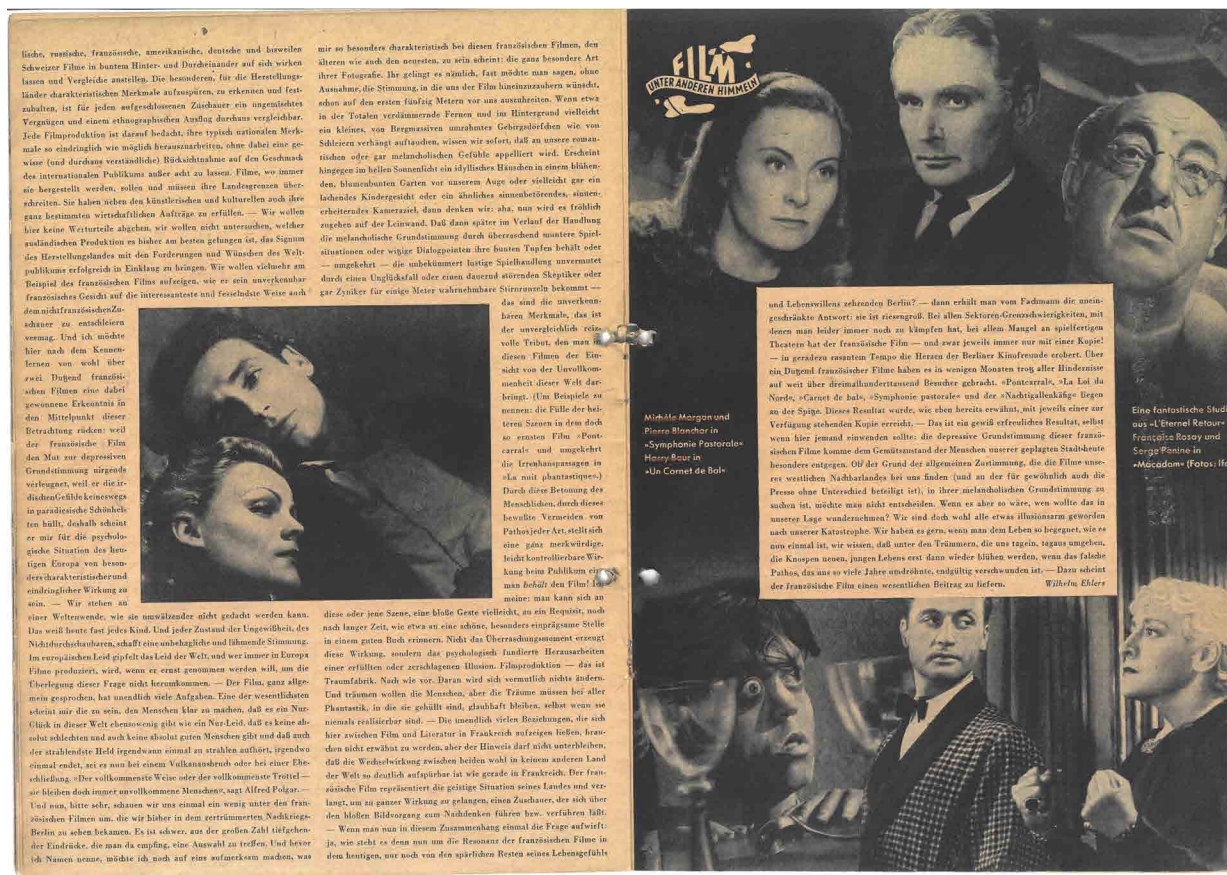 lische, russische, französische, amerikanische, deutsche und bisweilen
Schweizer Filme in buntem Hinter- und Durcheinander auf sich wirken
lassen und Vergleiche anstellen. Die besonderen, für die Herstellungs-
länder charakteristischen Merkmale aufzuspüren, zu erkennen und fest-
zuhalten, ist für jeden aufgeschlossenen Zuschauer ein ungemischtes
Vergnügen und einem ethnographischen Ausflug durchaus vergleichbar.
Jede Filmproduktion ist darauf bedacht, ihre typisch nationalen Merk-
male so eindringlich wie möglich herauszuarbeiten, ohne dabei eine ge-
wisse (und durchaus verständliche) Rücksichtnahme auf den Geschmack
des internationalen Publikums außer acht zu lassen. Filme, wo immer
sie hergestellt werden, sollen und müssen ihre Landesgrenzen über-
schreiten. Sie haben neben den künstlerischen und kulturellen auch ihre
ganz bestimmten wirtschaftlichen Aufträge zu erfüllen. — Wir wollen
hier keine Werturteile abgeben, wir wollen nicht untersuchen, welcher
ausländischen Produktion es bisher am besten gelungen ist, das Signum
des Herstellungslandes mit den Forderungen und Wünschen des Welt-
publikums erfolgreich in Einklang zu bringen. Wir wollen vielmehr am
Beispiel des französischen Films aufzeigen, wie er sein unverkennbar
französisches Gesicht auf die interessanteste und fesselndste Weise auch
dem nichtfranzösischen Zu-
schauer zu entschleiern
vermag. Und ich möchte
hier nach dem Kennen-
lernen von wohl über
zwei Dutzend französi-
schen Filmen eine dabei
gewonnene Erkenntnis in
den Mittelpunkt dieser
Betrachtung rücken: weil
der französische Film
den Mut zur depressiven
Grundstimmung nirgends
verleugnet, weil er die ir-
dischen Gefilde keineswegs
in paradiesische Schönhei-
ten hüllt, deshalb scheint
er mir für die psycholo-
gische Situation des heu-
tigen Europa von beson-
ders charakteristischer und
eindringlicher Wirkung zu
sein. — Wir stehen an
einer Weltenwende, wie sie umwälzender nicht gedacht werden kann.
Das weiß heute fast jedes Kind. Und jeder Zustand der Ungewißheit, des
Nichtdurchschaubaren, schafft eine unbehagliche und lähmende Stimmung.
Im europäischen Leid gipfelt das Leid der Welt, und wer immer in Europa
Filme produziert, wird, wenn er ernst genommen werden will, um die
Überlegung dieser Frage nicht herumkommen. — Der Film, ganz allge-
mein gesprochen, hat unendlich viele Aufgaben. Eine der wesentlichsten
scheint mir die zu sein, den Menschen klar zu machen, daß es ein Nur-
Glück in dieser Welt ebensowenig gibt wie ein Nur-Leid, daß es keine ab-
solut schlechten und auch keine absolut guten Menschen gibt und daß auch
der strahlendste Held irgendwann einmal zu strahlen aufhört, irgendwo
einmal endet, sei es nun bei einem Vulkanausbruch oder bei einer Ehe-
schließung. »Der vollkommenste Weise oder der vollkommenste Trottel —
sie bleiben doch immer unvollkommene Menschen«, sagt Alfred Polgar. —
Und nun, bitte sehr, schauen wir uns einmal ein wenig unter den fran-
zösischen Filmen um, die wir bisher in dem zertrümmerten Nachkriegs-
Berlin zu sehen bekamen. Es ist schwer, aus der großen Zahl tiefgehen-
der Eindrücke, die man da empfing, eine Auswahl zu treffen. Und bevor
ich Namen nenne, möchte ich noch auf eins aufmerksam machen, was
mir so besonders charakteristisch bei diesen französischen Filmen, den
älteren wie auch den neuesten, zu sein scheint: die ganz besondere Art
ihrer Fotografie. Ihr gelingt es nämlich, fast möchte man sagen, ohne
Ausnahme, die Stimmung, in die uns der Film hineinzuzaubern wünscht,
schon auf den ersten fünfzig Metern vor uns auszubreiten. Wenn etwa
in der Totalen verdämmernde Fernen und im Hintergrund vielleicht
ein kleines, von Bergmassiven umrahmtes Gebirgsdörfchen wie von
Schleiern verhängt auftauchen, wissen wir sofort, daß an unsere roman-
tischen oder gar melancholischen Gefühle appelliert wird. Erscheint
hingegen im hellen Sonnenlicht ein idyllisches Häuschen in einem blühen-
den, blumenbunten Garten vor unserem Auge oder vielleicht gar ein
lachendes Kindergesicht oder ein ähnliches sinnenbetörendes, sinnen-
erheiterndes Kameraziel, dann denken wir: aha, nun wird es fröhlich
zugehen auf der Leinwand. Daß dann später im Verlauf der Handlung
die melancholische Grundstimmung durch überraschend muntere Spiel-
situationen oder witzige Dialogpointen ihre bunten Tupfen behält oder
— umgekehrt — die unbekümmert lustige Spielhandlung unvermutet
durch einen Unglücksfall oder einen dauernd störenden Skeptiker oder
gar Zyniker für einige Meter wahrnehmbare Stirnrunzeln bekommt —
das sind die unverkenn-
baren Merkmale, das ist
der unvergleichlich reiz-
volle Tribut, den man in
diesen Filmen der Ein-
sicht von der Unvollkom-
menheit dieser Welt dar-
bringt. (Um Beispiele zu
nennen: die Fülle der hei-
teren Szenen in dem doch
so ernsten Film »Pont-
carral« und umgekehrt
die Irrenhauspassagen in
»La nuit phantastique«.)
Durch diese Betonung des
Menschlichen, durch dieses
bewußte Vermeiden von
Pathos jeder Art, stellt sich
eine ganz merkwürdige,
leicht kontrollierbare Wir-
kung beim Publikum ein:
man behält den Film! Ich
meine: man kann sich an
diese oder jene Szene, eine bloße Geste vielleicht, an ein Requisit, noch
nach langer Zeit, wie etwa an eine schöne, besonders einprägsame Stelle
in einem guten Buch erinnern. Nicht das Überraschungsmoment erzeugt
diese Wirkung, sondern das psychologisch fundierte Herausarbeiten
einer erfüllten oder zerschlagenen Illusion. Filmproduktion — das ist
Traumfabrik. Nach wie vor. Daran wird sich vermutlich nichts ändern.
Und träumen wollen die Menschen, aber die Träume müssen bei aller
Phantastik, in die sie gehüllt sind, glaubhaft bleiben, selbst wenn sie
niemals realisierbar sind. — Die unendlich vielen Beziehungen, die sich
hier zwischen Film und Literatur in Frankreich aufzeigen ließen, brau-
chen nicht erwähnt zu werden, aber der Hinweis darf nicht unterbleiben,
daß die Wechselwirkung zwischen beiden wohl in keinem anderen Land
der Welt so deutlich aufspürbar ist wie gerade in Frankreich. Der fran-
zösische Film repräsentiert die geistige Situation seines Landes und ver-
langt, um zu ganzer Wirkung zu gelangen, einen Zuschauer, der sich über
den bloßen Bildvorgang zum Nachdenken führen bzw. verführen läßt.
— Wenn man nun in diesem Zusammenhang einmal die Frage aufwirft:
ja, wie steht es denn nun um die Resonanz der französischen Filme in
dem heutigen, nur noch von den spärlichen Resten seines Lebensgefühls
FILM
UNTER ANDEREN HIMMELN
und Lebenswillens zehrenden Berlin? — dann erhält man vom Fachmann die unein-
geschränkte Antwort: sie ist riesengroß. Bei allen Sektoren-Grenzschwierigkeiten, mit
denen man leider immer noch zu kämpfen hat, bei allem Mangel an spielfertigen
Theatern hat der französische Film — und zwar jeweils immer nur mit einer Kopie!
— in geradezu rasantem Tempo die Herzen der Berliner Kinofreunde erobert. Über
ein Dutzend französischer Filme haben es in wenigen Monaten trotz aller Hindernisse
auf weit über dreimalhunderttausend Besucher gebracht. »Pontcarral«, »La Loi du
Nord«, »Carnet de bal«, »Symphonie pastorale« und der »Nachtigallenkäfig« liegen
an der Spitze. Dieses Resultat wurde, wie eben bereits erwähnt, mit jeweils einer zur
Verfügung stehenden Kopie erreicht. — Das ist ein gewiß erfreuliches Resultat, selbst
wenn hier jemand einwenden sollte: die depressive Grundstimmung dieser franzö-
sischen Filme komme dem Gemütszustand der Menschen unserer geplagten Stadt heute
besonders entgegen. Ob der Grund der allgemeinen Zustimmung, die die Filme unse-
res westlichen Nachbarlandes bei uns finden (und an der für gewöhnlich auch die
Presse ohne Unterschied beteiligt ist), in ihrer melancholischen Grundstimmung zu
suchen ist, möchte man nicht entscheiden. Wenn es aber so wäre, wen wollte das in
unserer Lage wundernehmen? Wir sind doch wohl alle etwas illusionsarm geworden
nach unserer Katastrophe. Wir haben es gern, wenn man dem Leben so begegnet, wie es
nun einmal ist, wir wissen, daß unter den Trümmern, die uns tagein, tagaus umgeben,
die Knospen neuen, jungen Lebens erst dann wieder blühen werden, wenn das falsche
Pathos, das uns so viele Jahre umdröhnte, endgültig verschwunden ist. — Dazu scheint
der französische Film einen wesentlichen Beitrag zu liefern. Wilhelm Ehlers
Michèle Morgan und
Pierre Blanchar in
»Symphonie Pastorale«
Harry Baur in
»Un Carnet de Bal«
Eine fantastische Stud
aus »L'Eternel Retour«
Françoise Rosay und
Serge Panine in
»Macadam« (Fotos: Ifa